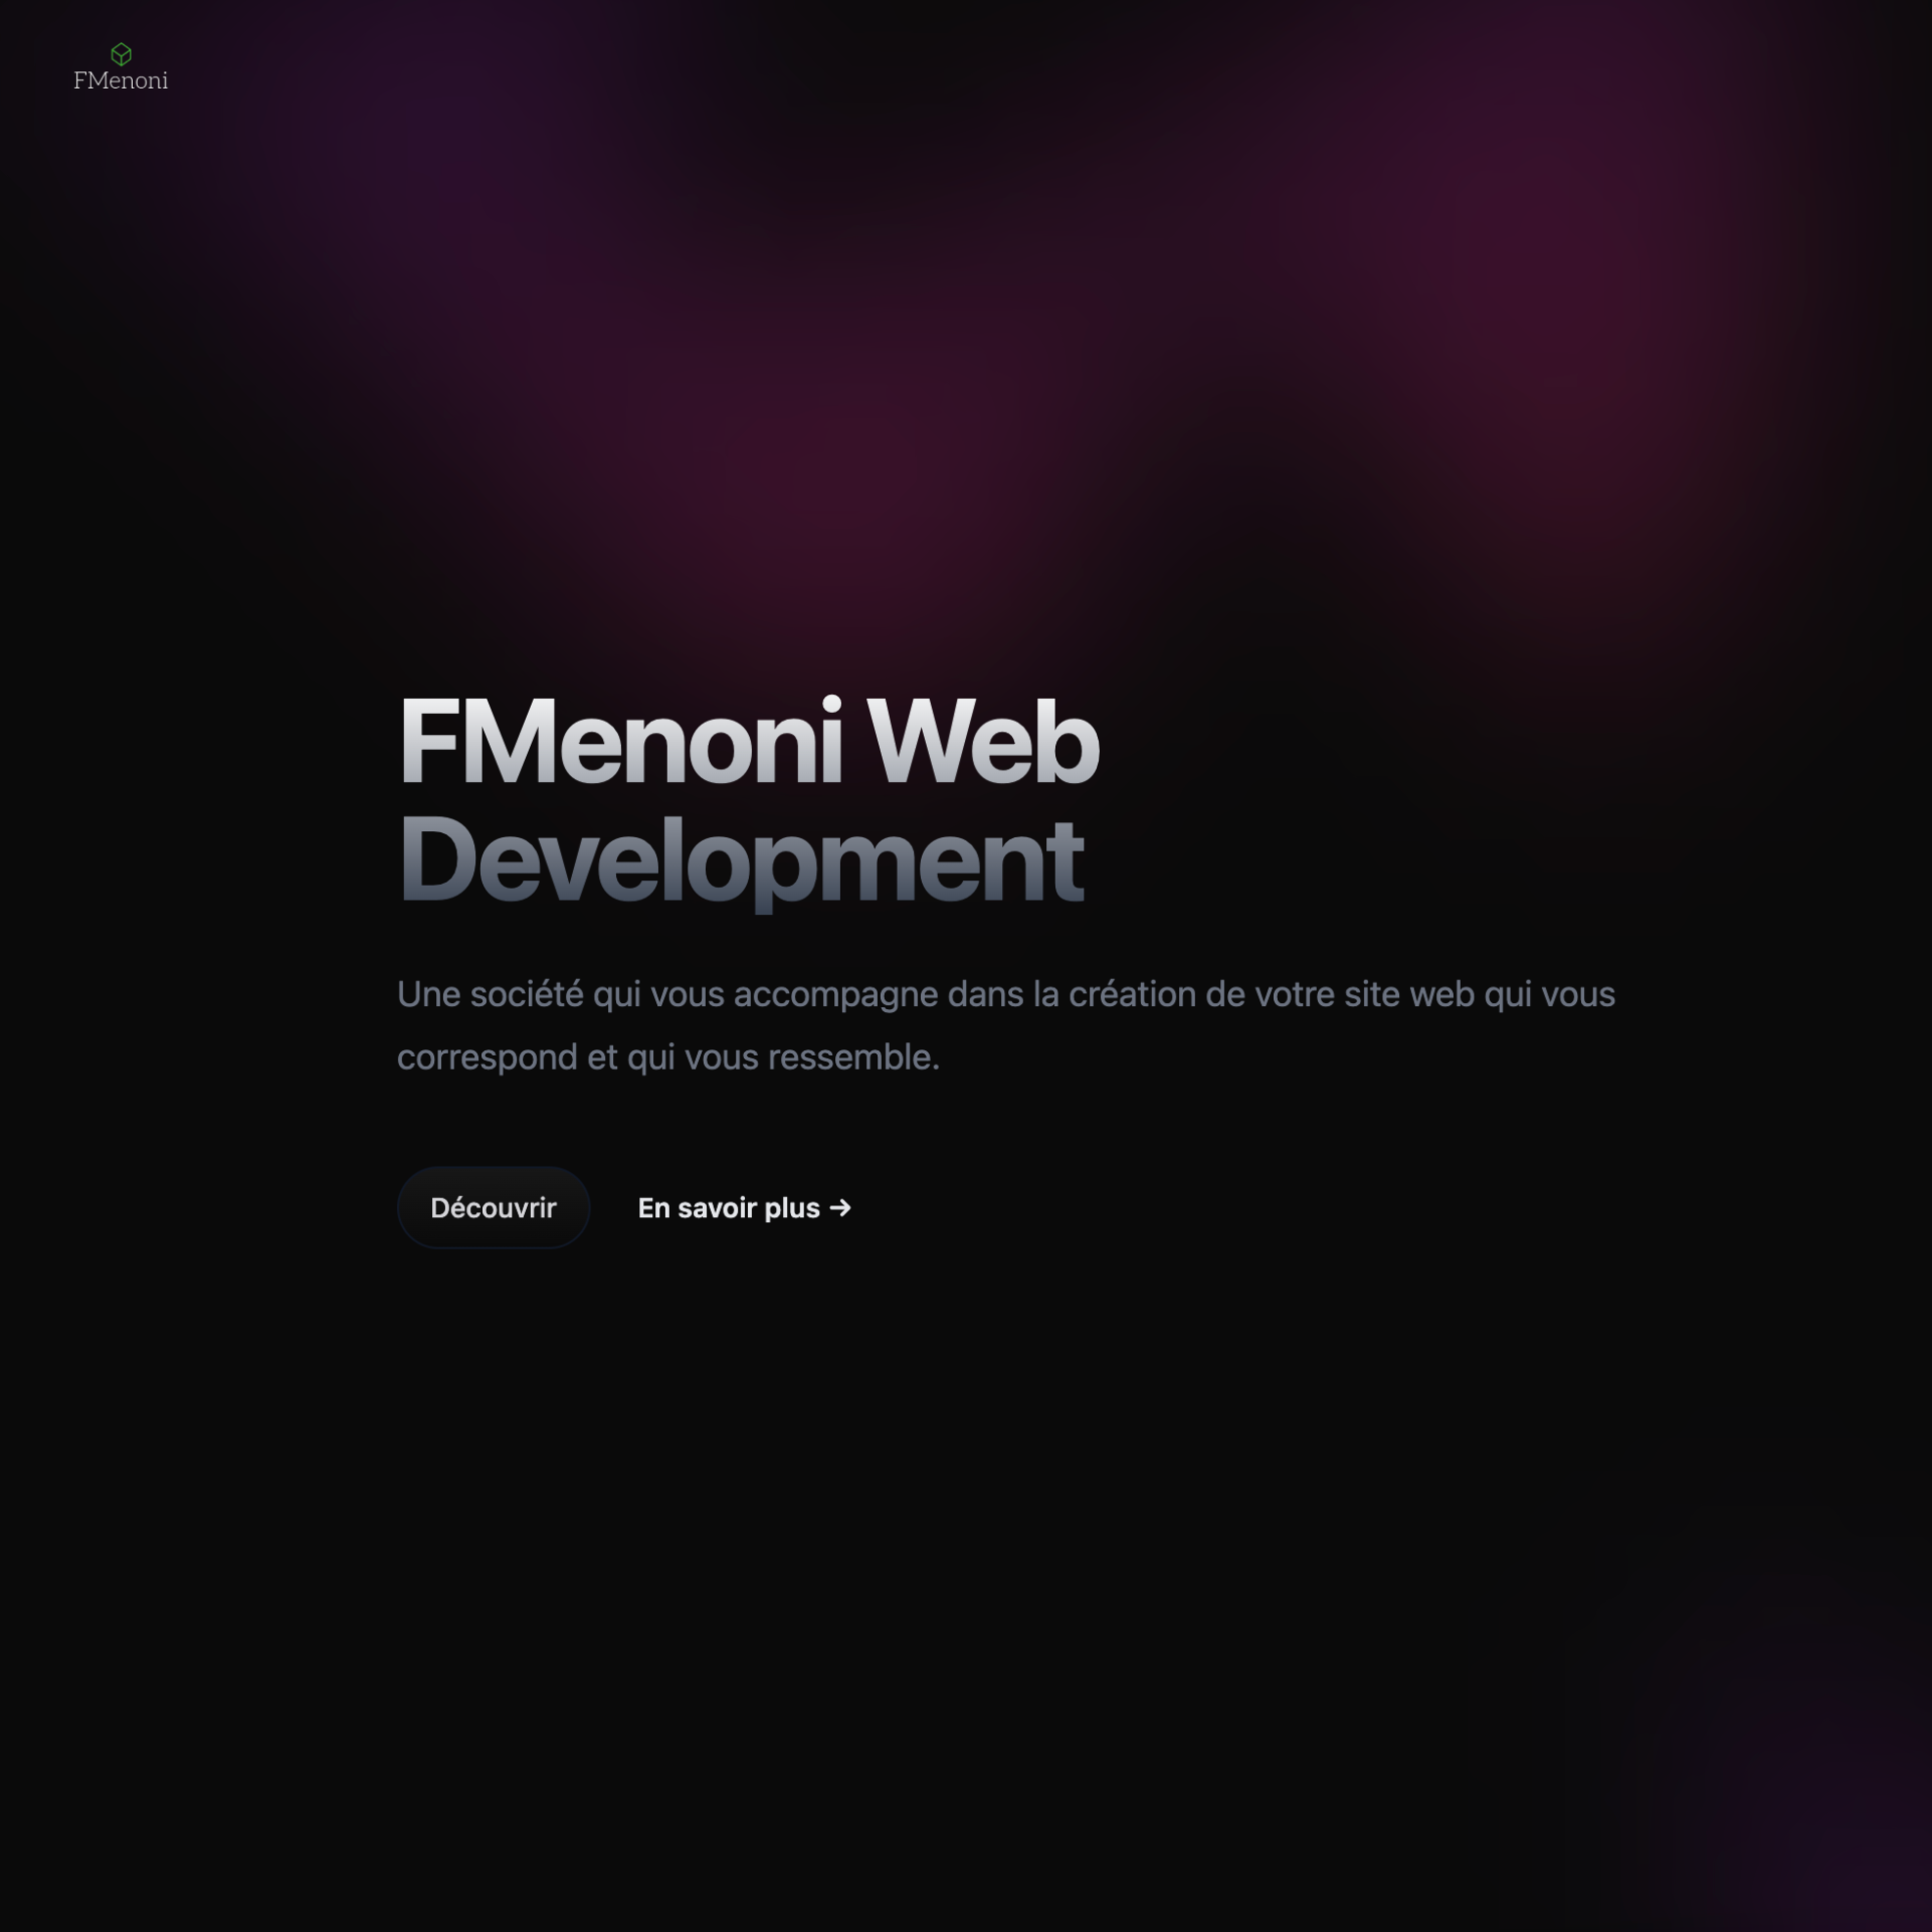 FMenoni
FMenoni Web
Development
Une société qui vous accompagne dans la création de votre site web qui vous
correspond et qui vous ressemble.
Découvrir
En savoir plus →